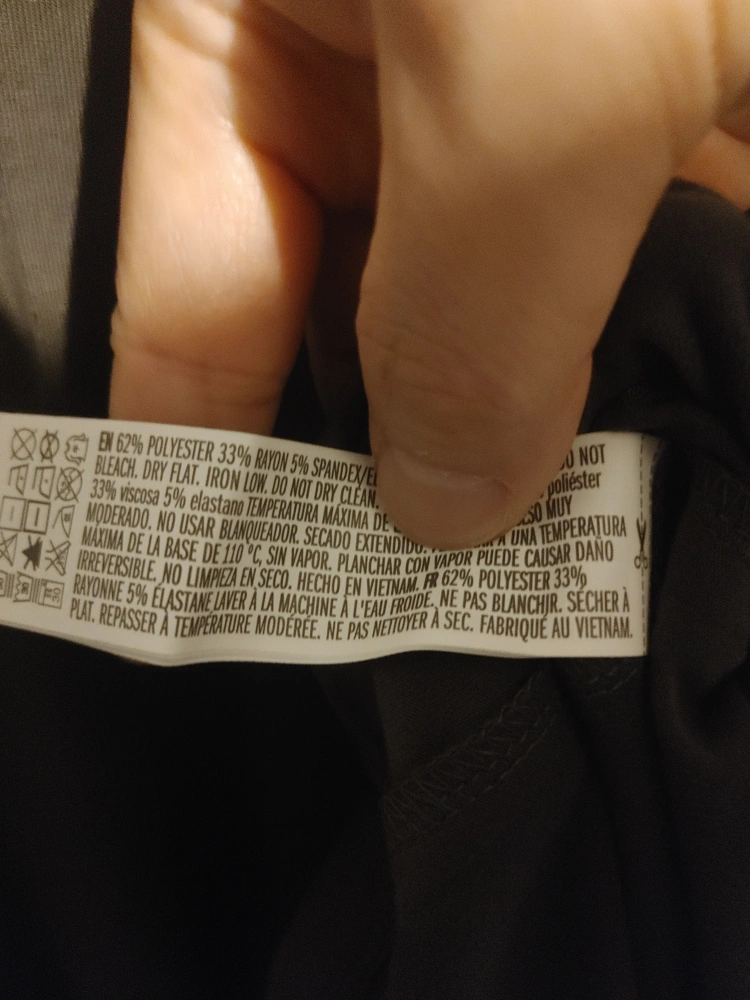 EN 62% POLYESTER 33% RAYON 5% SPANDEX/EL DO NOT
BLEACH. DRY FLAT. IRON LOW. DO NOT DRY CLEAN. poliéster
33% viscosa 5% elastano TEMPERATURA MÁXIMA DE MUY
MODERADO. NO USAR BLANQUEADOR. SECADO EXTENDIDO. A UNA TEMPERATURA
MÁXIMA DE LA BASE DE 110 °C, SIN VAPOR. PLANCHAR CON VAPOR PUEDE CAUSAR DAÑO
IRREVERSIBLE. NO LIMPIEZA EN SECO. HECHO EN VIETNAM. FR 62% POLYESTER 33%
RAYONNE 5% ÉLASTANE LAVER À LA MACHINE À L'EAU FROIDE. NE PAS BLANCHIR. SÉCHER À
PLAT. REPASSER À TEMPÉRATURE MODÉRÉE. NE PAS NETTOYER À SEC. FABRIQUÉ AU VIETNAM.